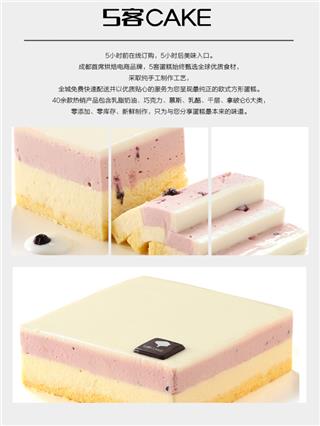 5客CAKE
5小时前在线订购，5小后美味入口。
成都首席烘焙电商品牌，5客蛋糕始终甄选全球优质食材，
采取纯手工制作工艺，
全城免费快速配送并以优质贴心的服务为您呈现最纯正的欧式方形蛋糕。
40余款热销产品包含乳脂奶油、巧克力、慕斯、乳酪、千层、拿破仑6大类，
零添加、零库存、新鲜制作，只为与您分享蛋糕最本来的味道。